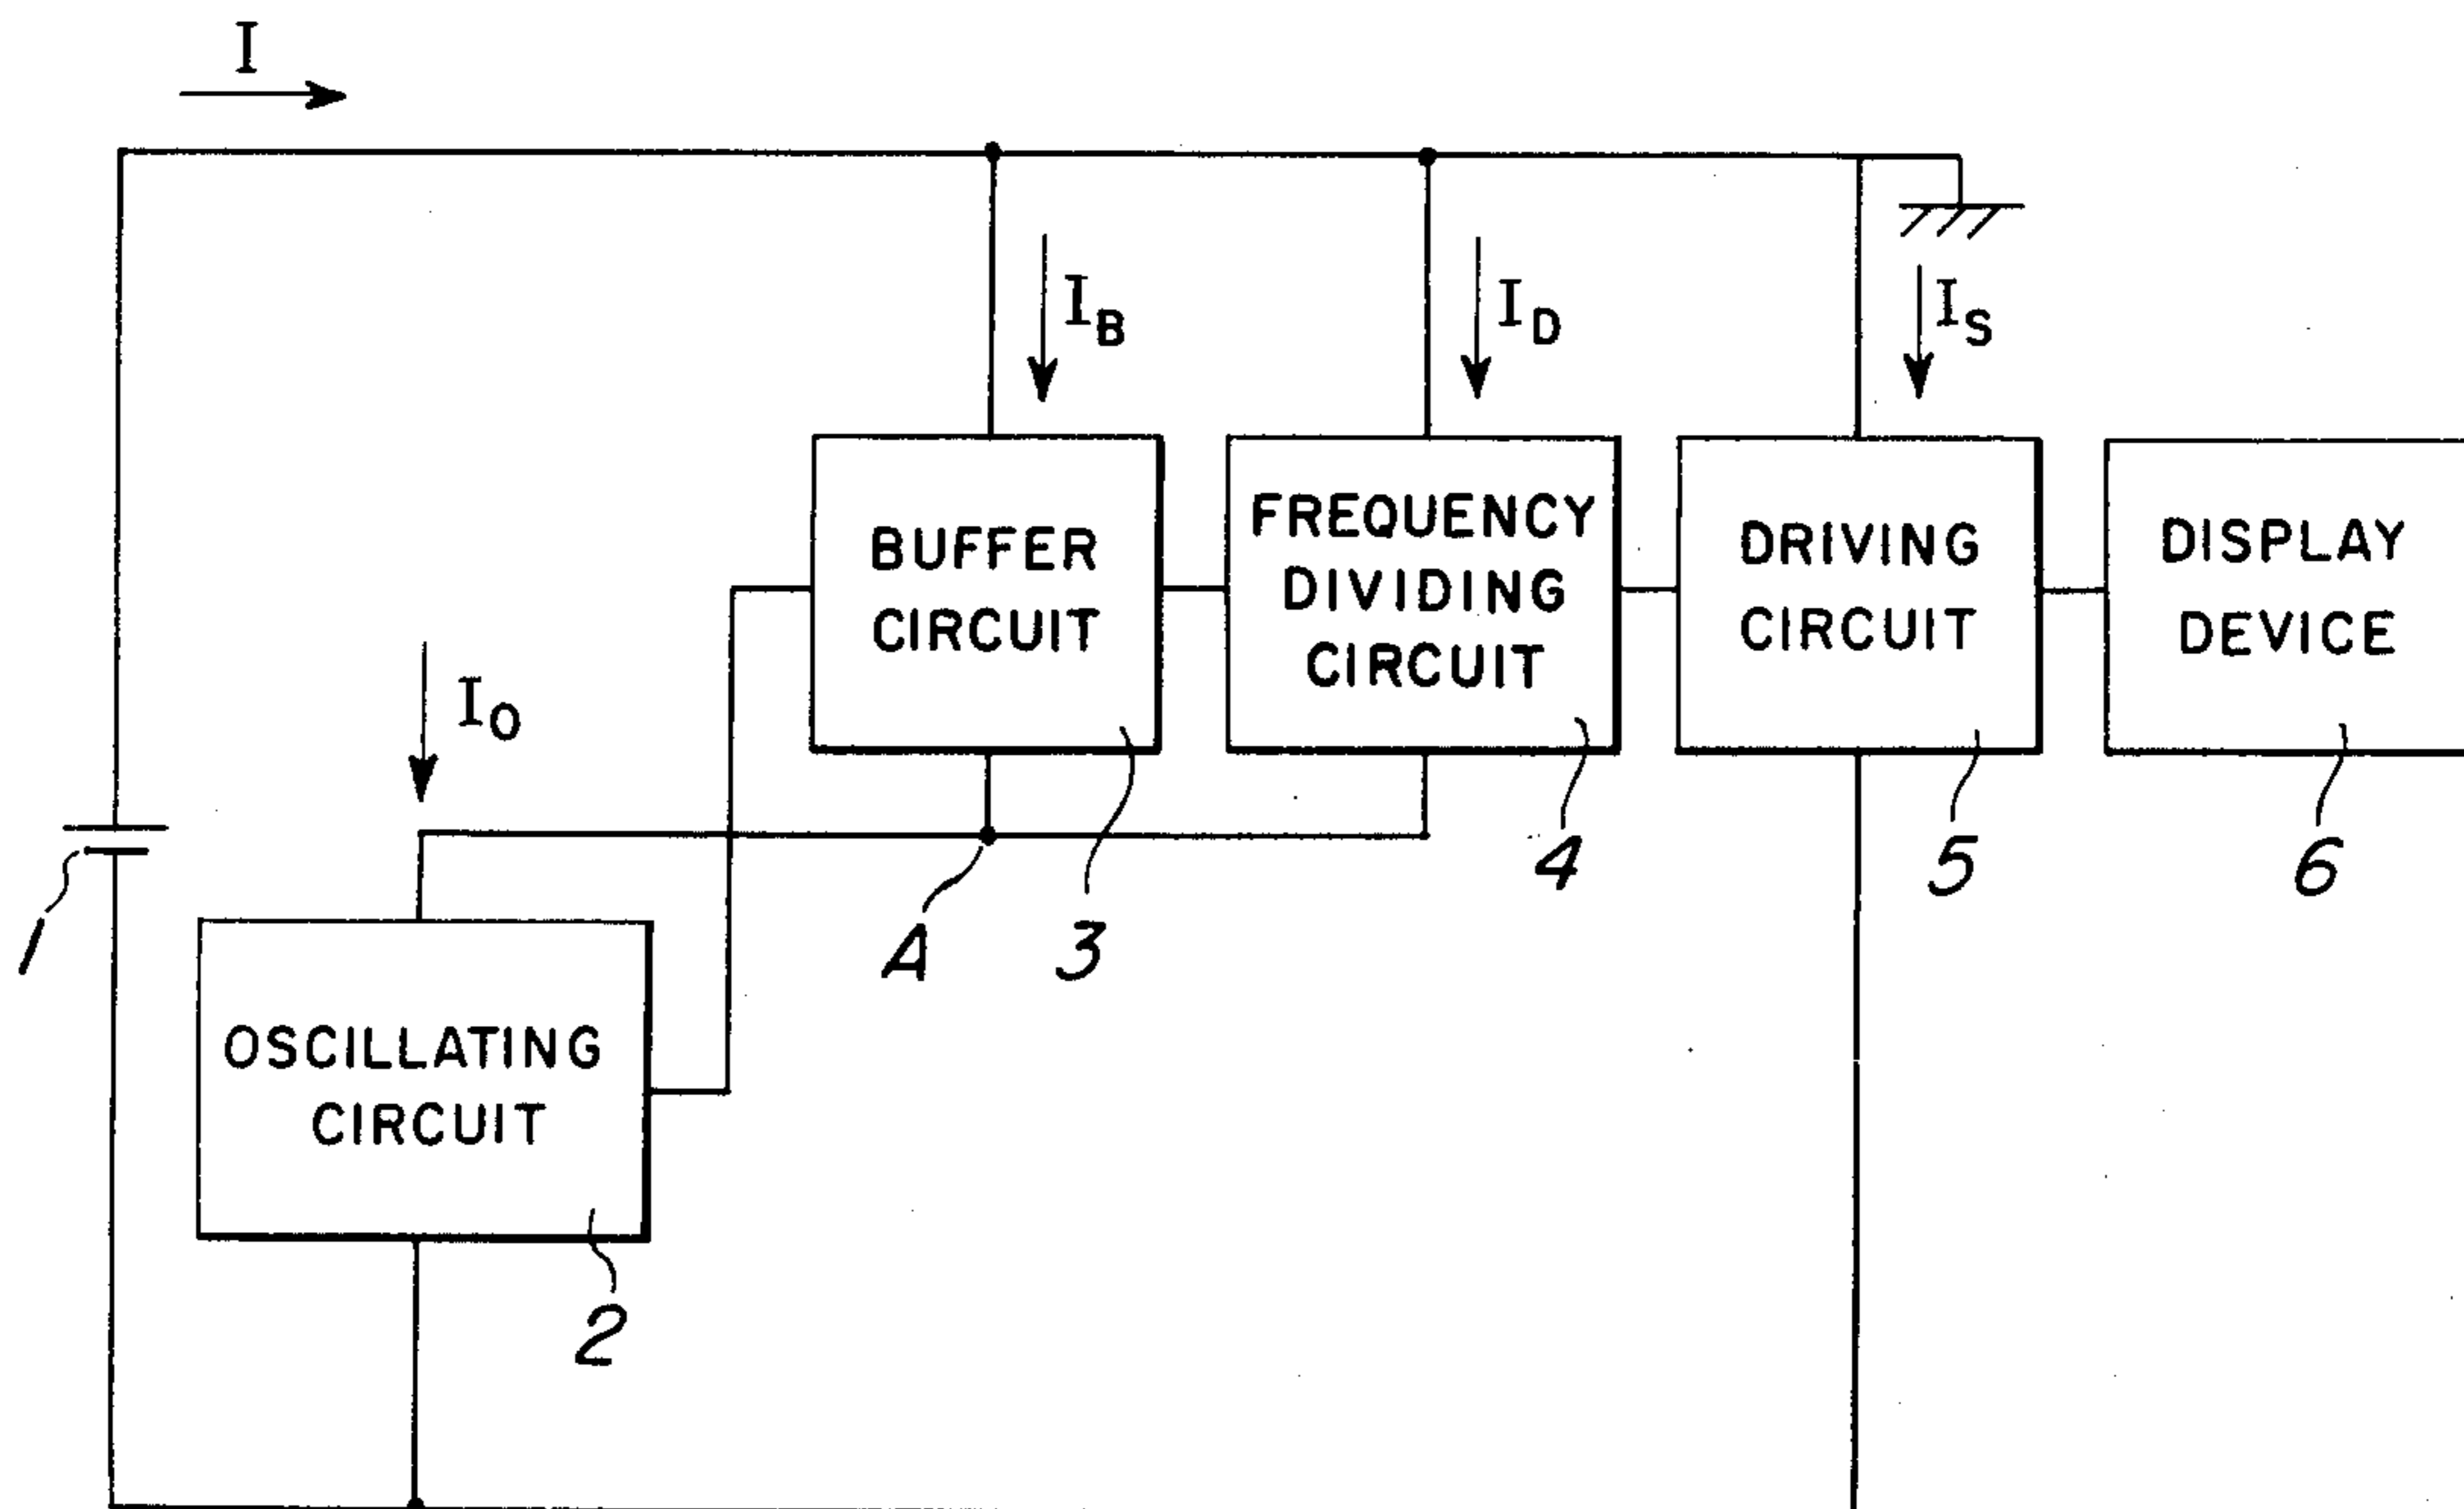 I
I_B
I_D
I_S
BUFFER
CIRCUIT
FREQUENCY
DIVIDING
CIRCUIT
DRIVING
CIRCUIT
DISPLAY
DEVICE
I_O
1
A
3
4
5
6
OSCILLATING
CIRCUIT
2